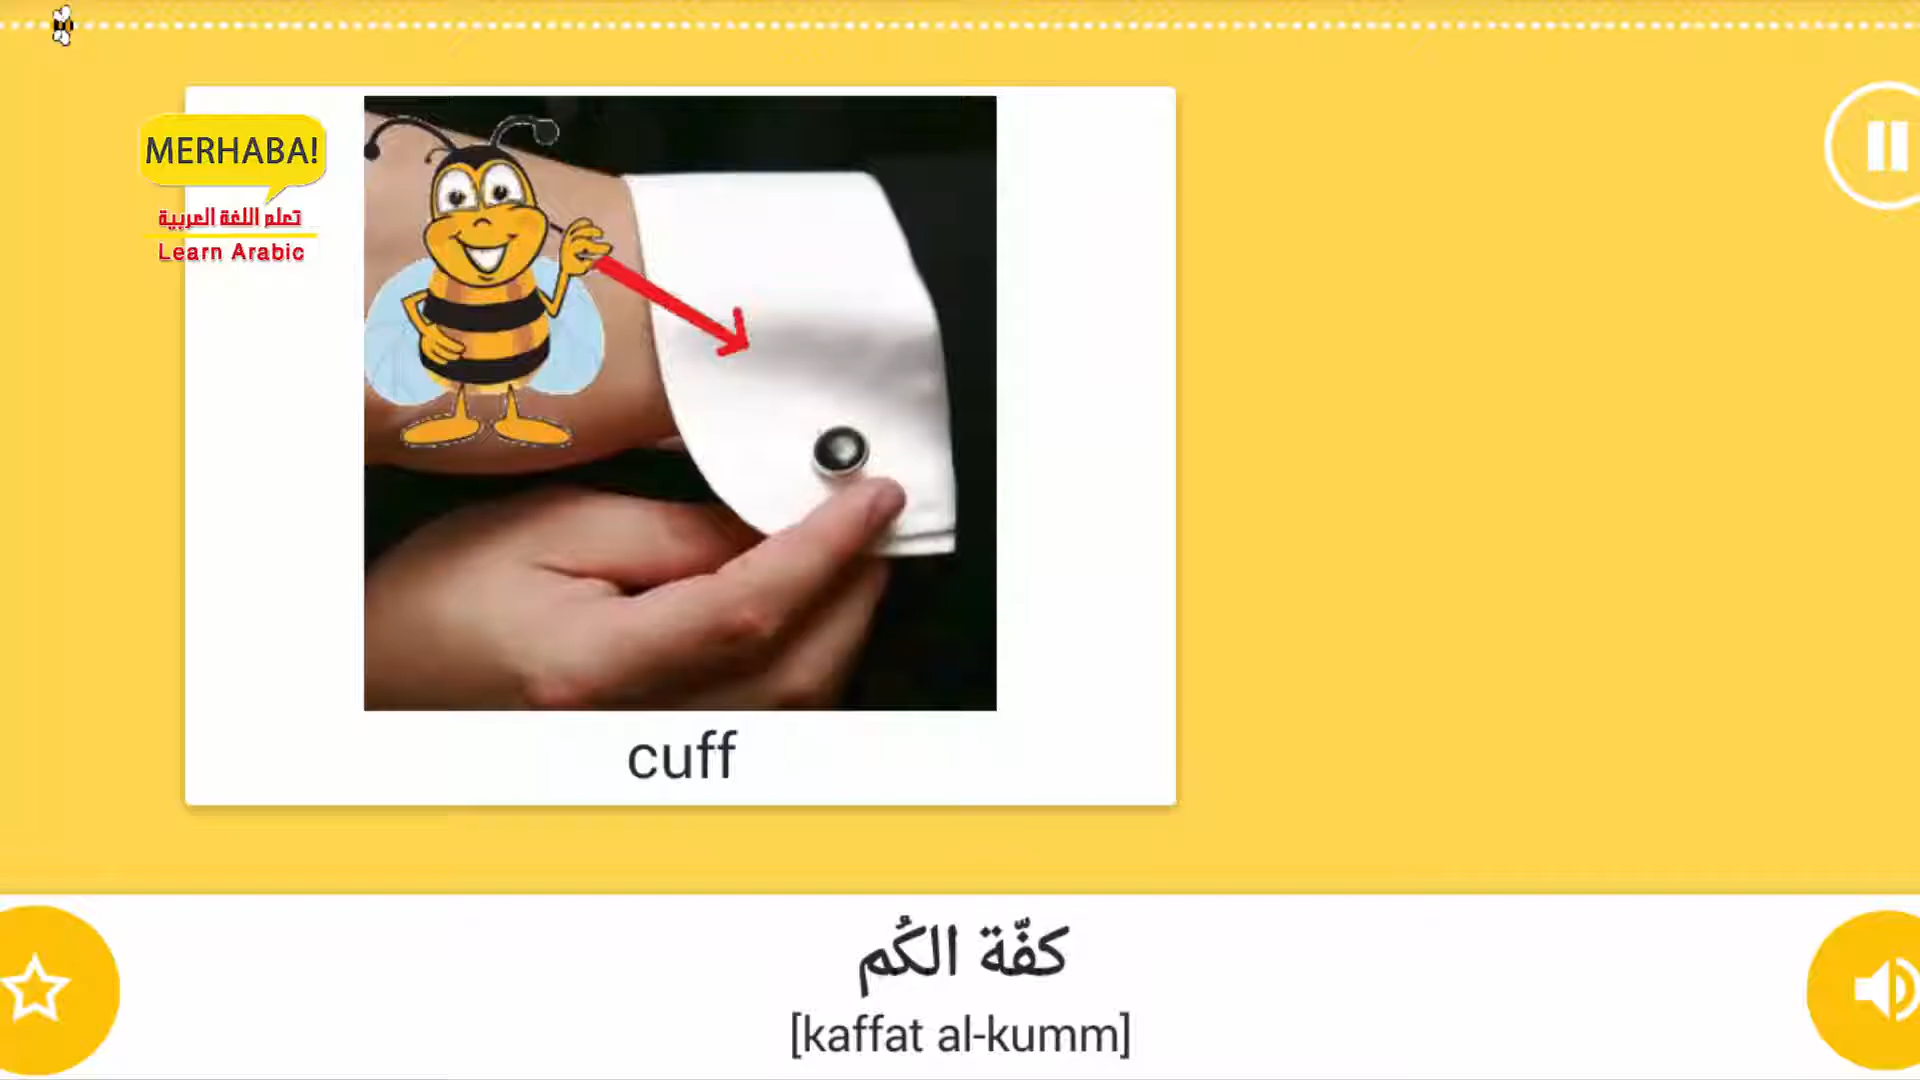 MERHABA!
تعلم اللغة العربية
Learn Arabic
cuff
كفّة الكُم
[kaffat al-kumm]